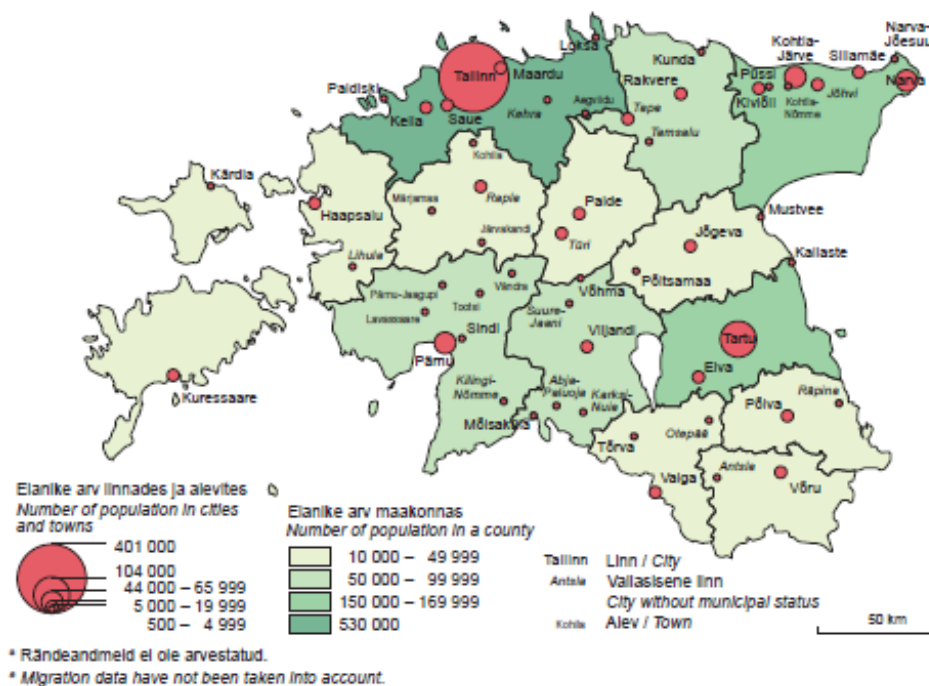 Narva-
Jõesuu
Loksa
Kunda
Kohtla-
Järve
Sillamäe
Tallinn
Maardu
Rakvere
Püssi
Narva
Paldiski
Kehra
Aegviidu
Kiviõli
Kohtla-
Nõmme
Jõhvi
Keila
Saue
Tapa
Tamsalu
Kohila
Kärdla
Haapsalu
Märjamaa
Rapla
Paide
Mustvee
Järvakandi
Türi
Jõgeva
Lihula
Kallaste
Põltsamaa
Pärnu-Jaagupi
Vändra
Võhma
Tootsi
Lavassaare
Suure-
Jaani
Sindi
Viljandi
Tartu
Pärnu
Elva
Kuressaare
Kilingi-
Nõmme
Abja-
Paluoja
Karksi-
Nuia
Räpina
Põlva
Mõisaküla
Otepää
Tõrva
Antsla
Valga
Võru
Elanike arv linnades ja alevites
Number of population in cities
and towns
401 000
104 000
44 000 – 65 999
5 000 – 19 999
500 – 4 999
Elanike arv maakonnas
Number of population in a county
10 000 – 49 999
50 000 – 99 999
150 000 – 169 999
530 000
Tallinn Linn / City
Antsla Vallasisene linn
City without municipal status
Kohila Alev / Town
50 km
* Rändeandmeid ei ole arvestatud.
* Migration data have not been taken into account.